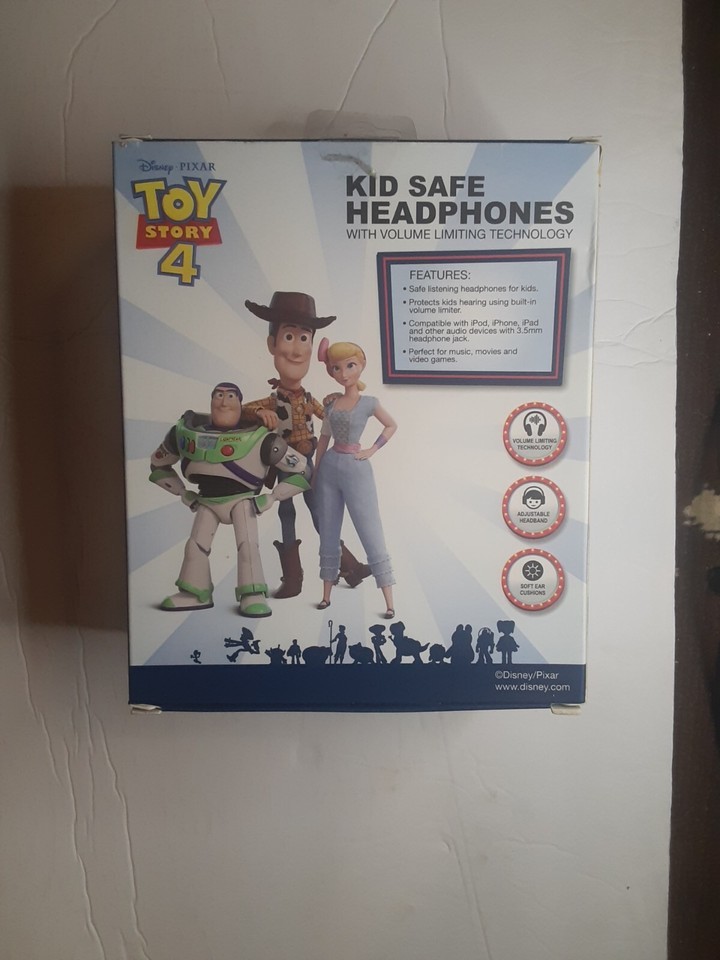 Disney · PIXAR
TOY
STORY
4
KID SAFE
HEADPHONES
WITH VOLUME LIMITING TECHNOLOGY
FEATURES:
• Safe listening headphones for kids.
• Protects kids hearing using built-in
volume limiter.
• Compatible with iPod, iPhone, iPad
and other audio devices with 3.5mm
headphone jack.
• Perfect for music, movies and
video games.
VOLUME LIMITING
TECHNOLOGY
ADJUSTABLE
HEADBAND
SOFT EAR
CUSHIONS
©Disney/Pixar
www.disney.com